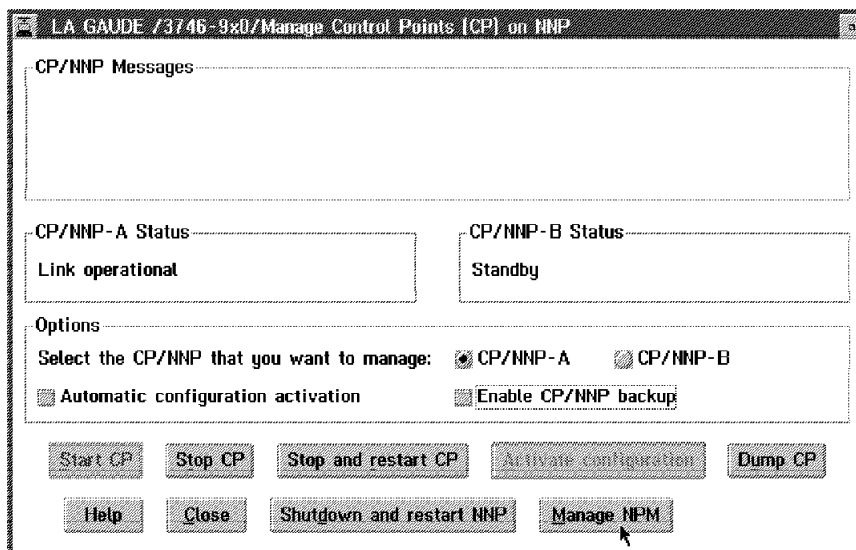 LA GAUDE /3746-9x0/Manage Control Points (CP) on NNP
CP/NNP Messages
CP/NNP-A Status
CP/NNP-B Status
Link operational
Standby
Options
Select the CP/NNP that you want to manage: CP/NNP-A CP/NNP-B
Automatic configuration activation
Enable CP/NNP backup
Start CP Stop CP Stop and restart CP Activate configuration Dump CP
Help Close Shutdown and restart NNP Manage NPM